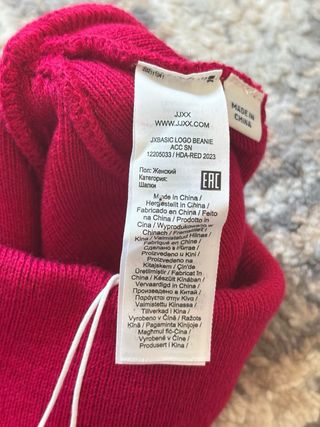 JJXX
WWW.JJXX.COM
JXBASIC LOGO BEANIE
ACC SN
12205033 / HDA-RED 2023
Пол: Женский
Категория:
Шапки
EAC
Made in China /
Hergestellt in China /
Fabricado en China / Feito
na China / Prodotto in
Cina / Wyprodukowano w
Chinach / Fremstillet i
Kina / Valmistettu Kiinas /
Fabriqué en Chine /
Сделано в Китае /
Proizvedeno v Kini /
Proizvedeno na
Kitajskem / Çin'de
Üretilmiştir / Fabricat în
China / Készült Kínában /
Vervaardigd in China /
Произведено в Китай /
Παράγεται στην Κίνα /
Valmistatud Kiinassa /
Tillverkad i Kina /
Vyrobeno v Číně / Ražots
Ķīnā / Pagaminta Kinijoje /
Magħmul fiċ-Ċina /
Vyrobené v Číne /
Produsert i Kina /
MADE IN
CHINA